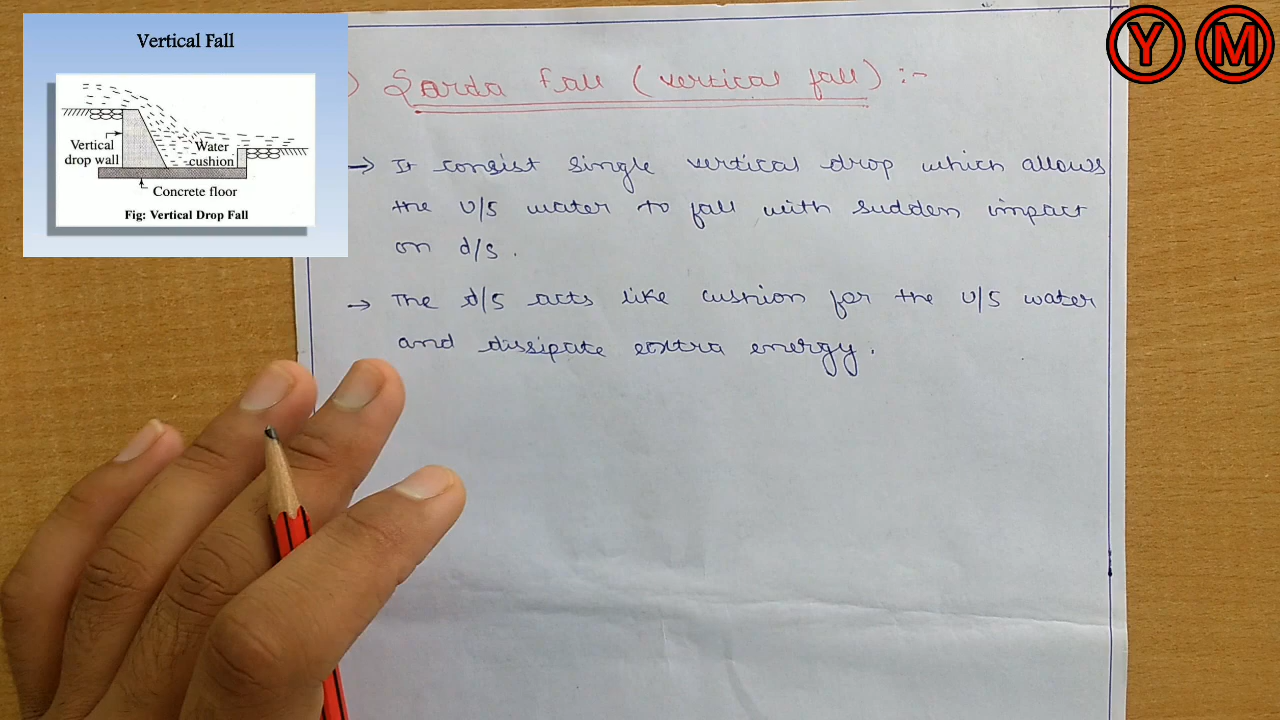 Vertical Fall
Vertical
drop wall
Water
cushion
Concrete floor
Fig: Vertical Drop Fall
Y M
) Sarda Fall (vertical fall) :-
→ It consist single vertical drop which allows
the U/S water to fall with sudden impact
on d/s .
→ The d/s acts like cushion for the U/S water
and dissipate extra energy .